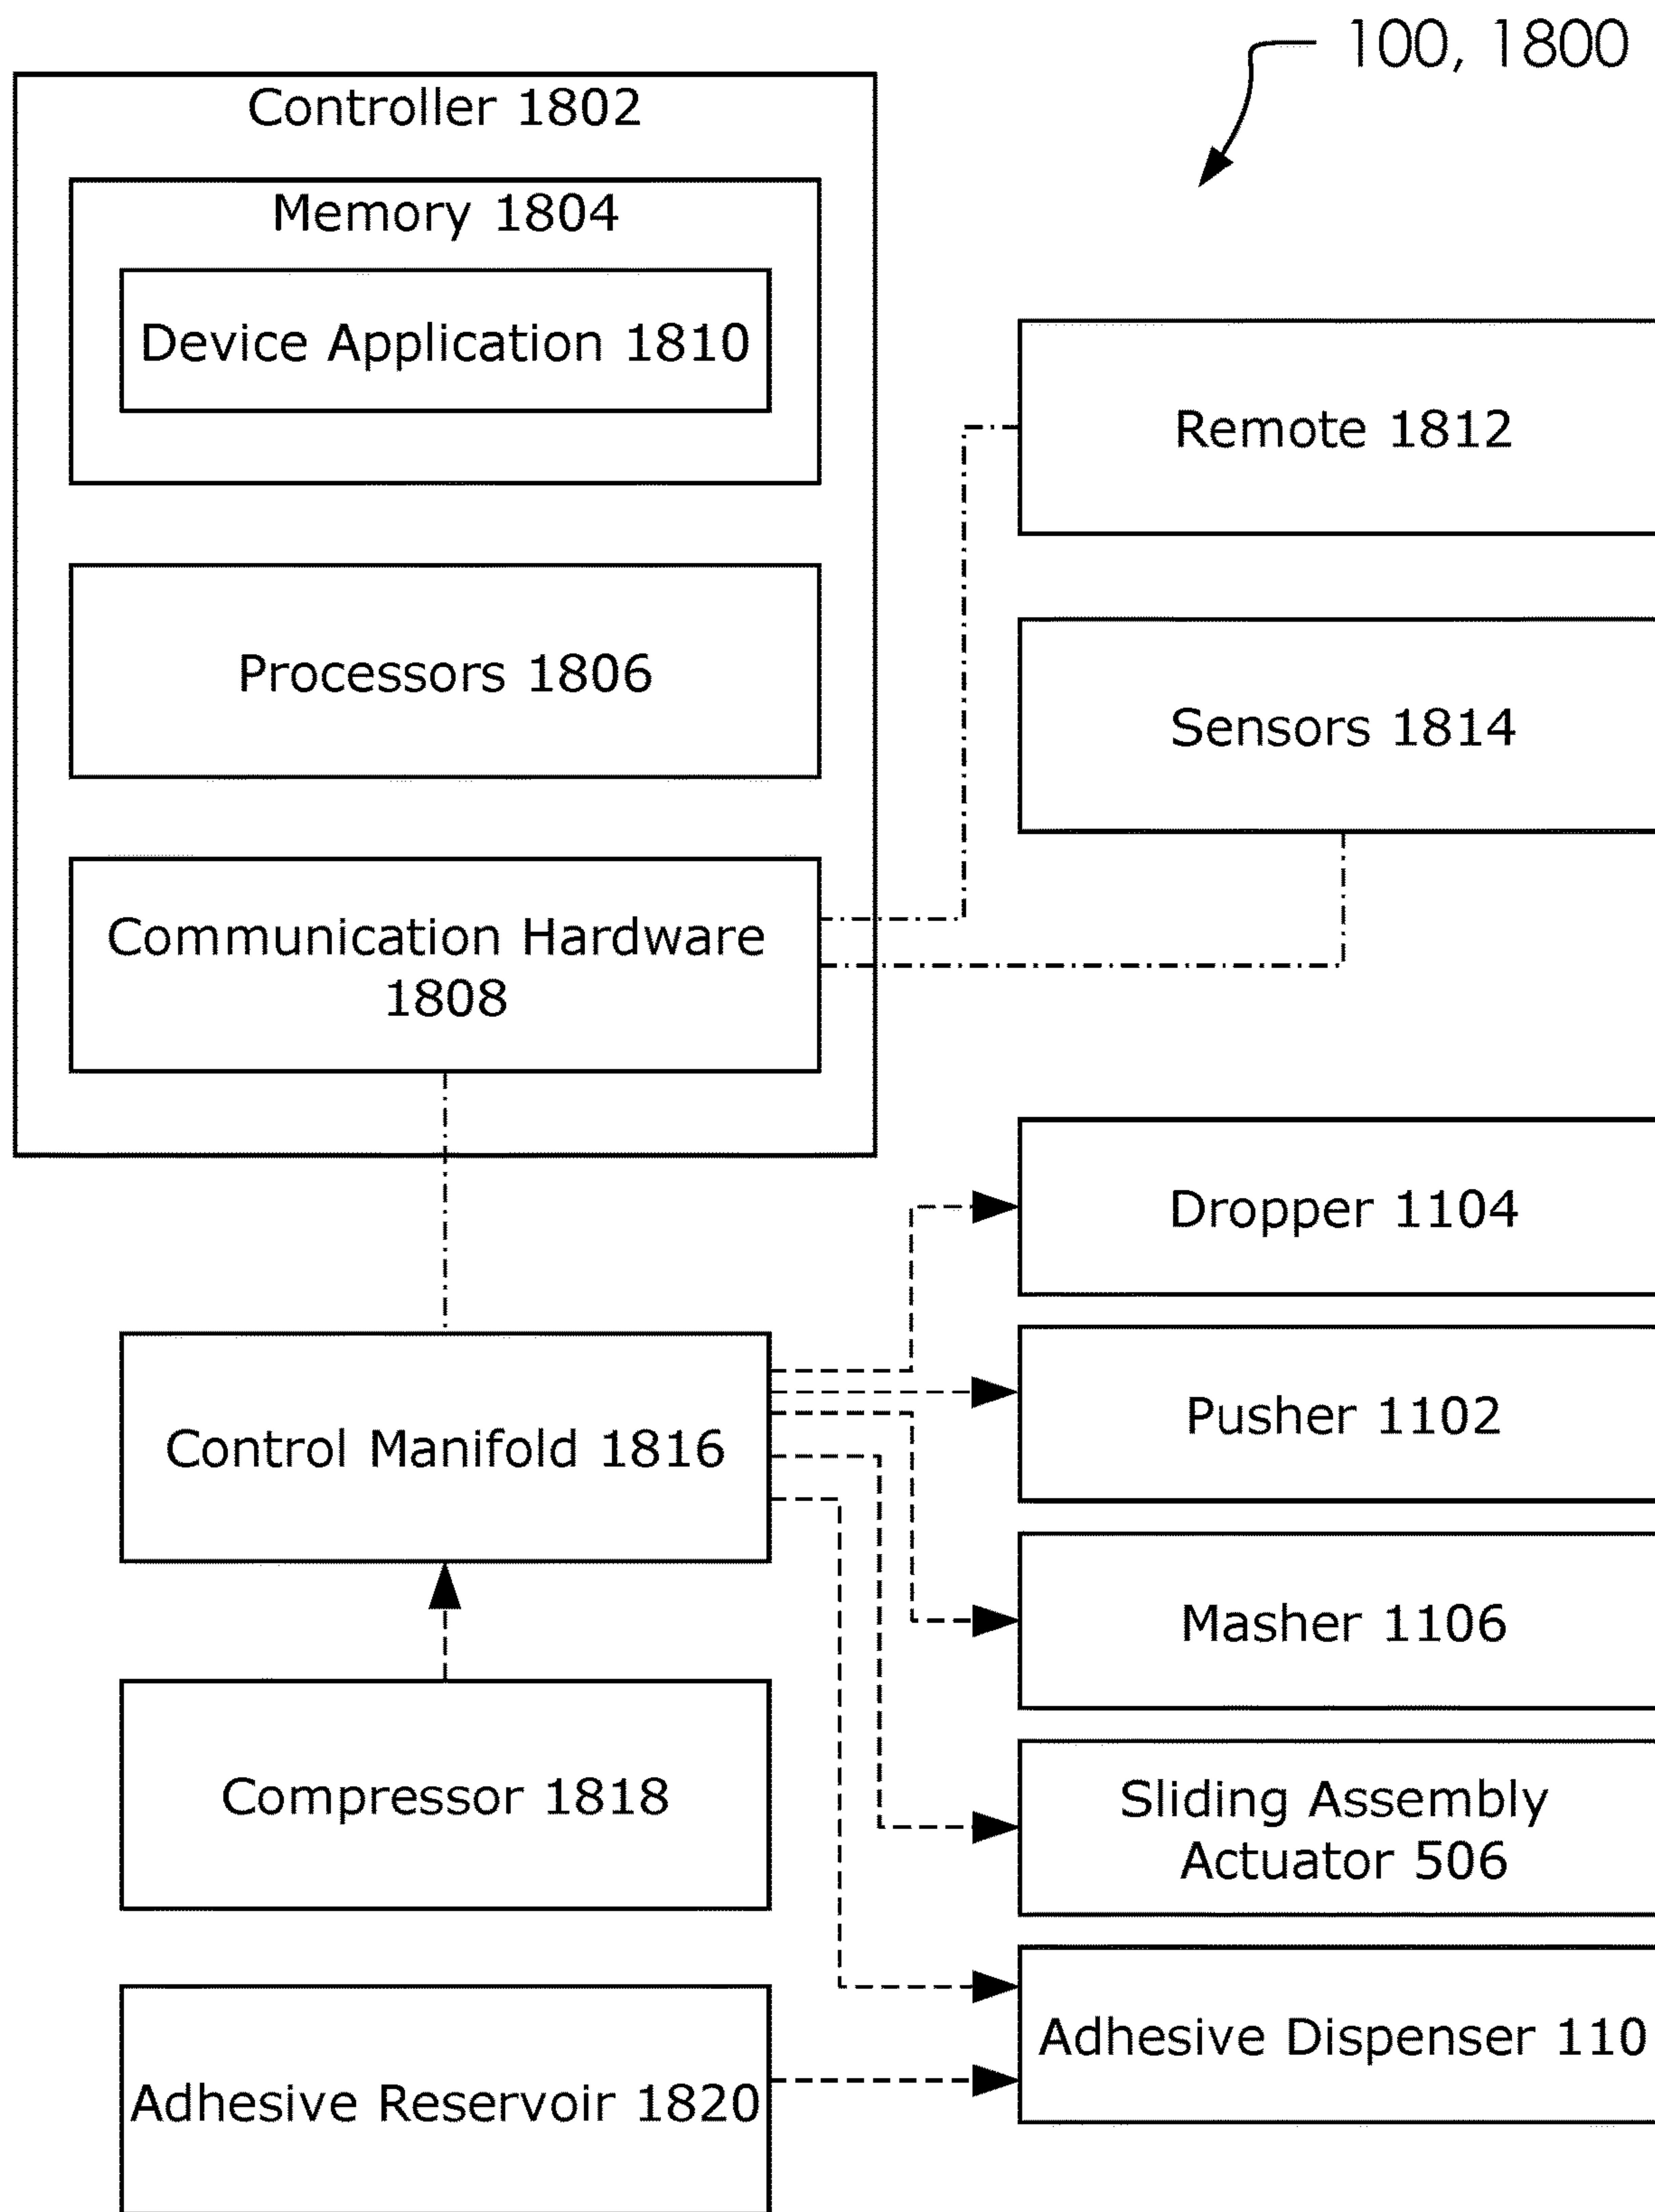 100, 1800
Controller 1802
Memory 1804
Device Application 1810
Remote 1812
Processors 1806
Sensors 1814
Communication Hardware
1808
Dropper 1104
Control Manifold 1816
Pusher 1102
Masher 1106
Compressor 1818
Sliding Assembly
Actuator 506
Adhesive Dispenser 110
Adhesive Reservoir 1820